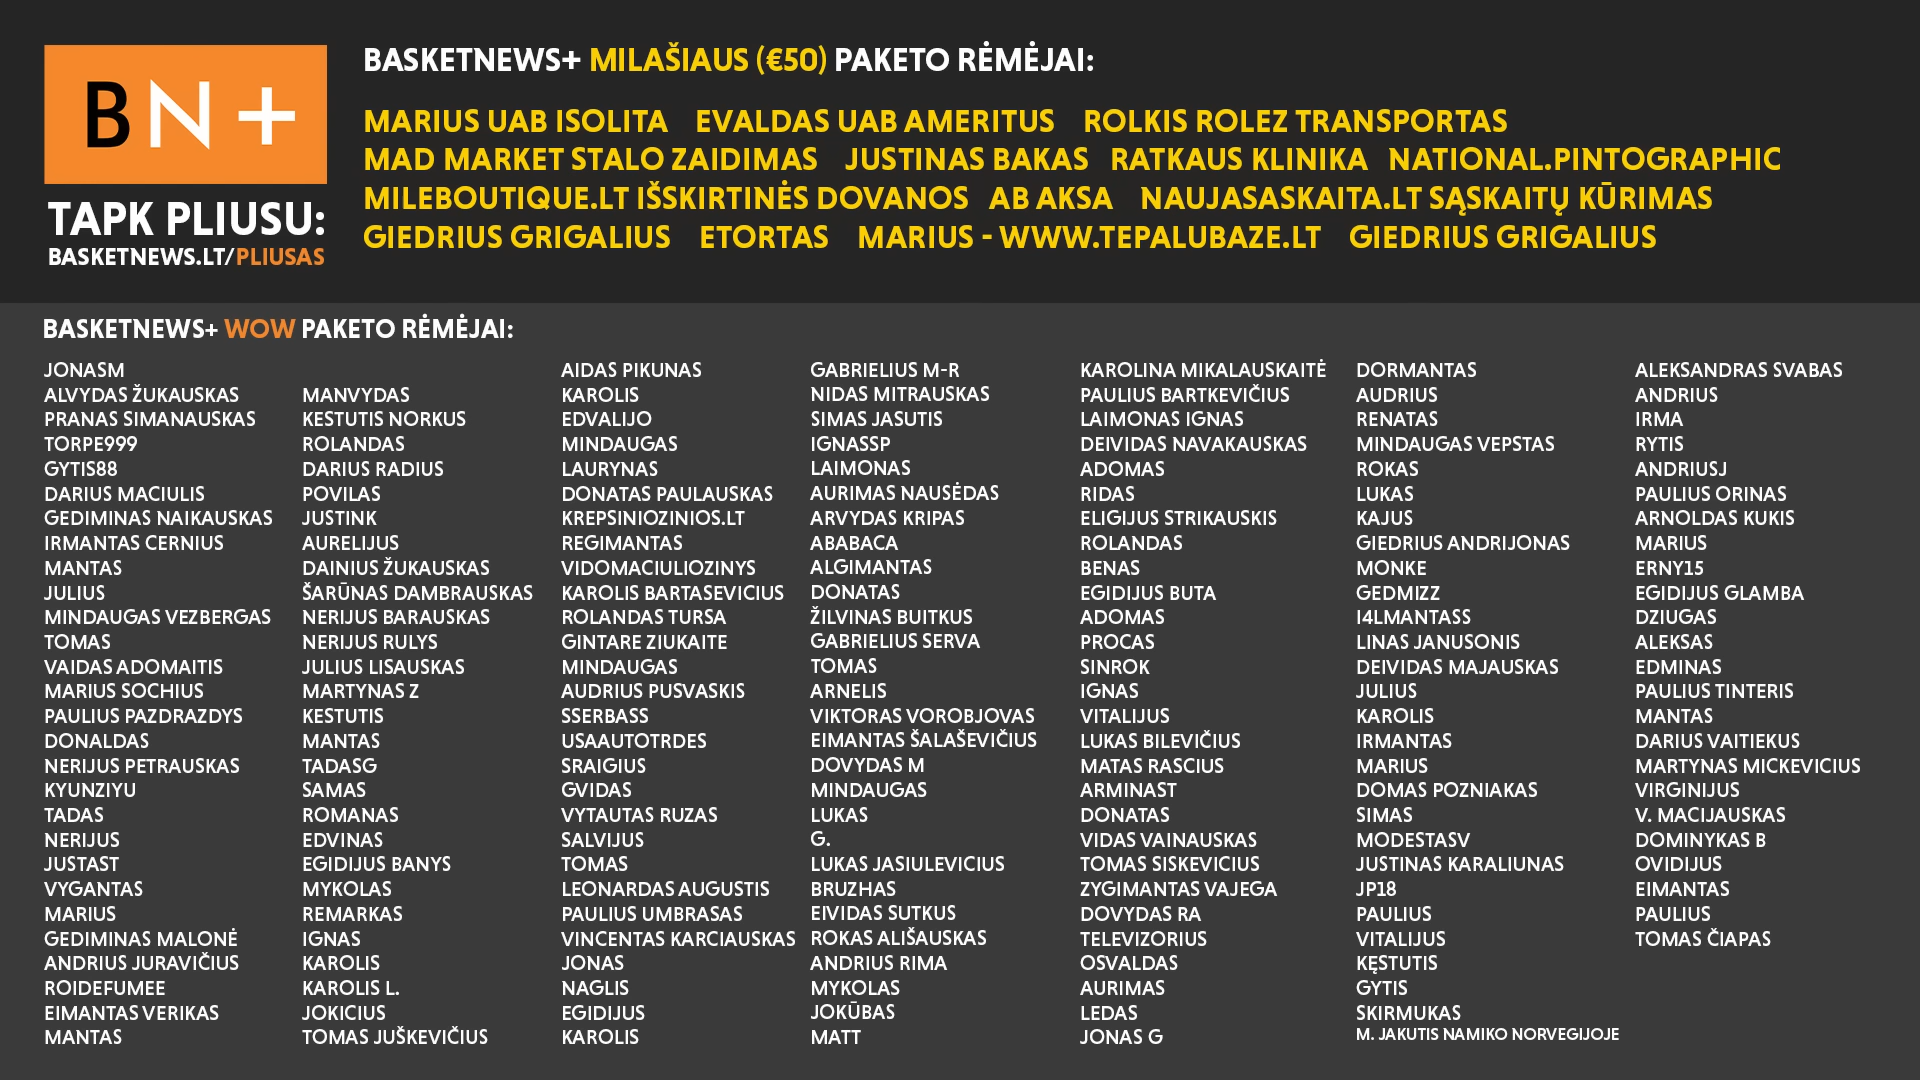 BN+
TAPK PLIUSU:
BASKETNEWS.LT/PLIUSAS
BASKETNEWS+ MILAŠIAUS (€50) PAKETO RĖMĖJAI:
MARIUS UAB ISOLITA EVALDAS UAB AMERITUS ROLKIS ROLEZ TRANSPORTAS
MAD MARKET STALO ZAIDIMAS JUSTINAS BAKAS RATKAUS KLINIKA NATIONAL.PINTOGRAPHIC
MILEBOUTIQUE.LT IŠSKIRTINĖS DOVANOS AB AKSA NAUJASASKAITA.LT SĄSKAITŲ KŪRIMAS
GIEDRIUS GRIGALIUS ETORTAS MARIUS - WWW.TEPALUBAZE.LT GIEDRIUS GRIGALIUS
BASKETNEWS+ WOW PAKETO RĖMĖJAI:
JONASM
ALVYDAS ŽUKAUSKAS
PRANAS SIMANAUSKAS
TORPE999
GYTIS88
DARIUS MACIULIS
GEDIMINAS NAIKAUSKAS
IRMANTAS CERNIUS
MANTAS
JULIUS
MINDAUGAS VEZBERGAS
TOMAS
VAIDAS ADOMAITIS
MARIUS SOCHIUS
PAULIUS PAZDRAZDYS
DONALDAS
NERIJUS PETRAUSKAS
KYUNZIYU
TADAS
NERIJUS
JUSTAST
VYGANTAS
MARIUS
GEDIMINAS MALONĖ
ANDRIUS JURAVIČIUS
ROIDEFUMEE
EIMANTAS VERIKAS
MANTAS
MANVYDAS
KESTUTIS NORKUS
ROLANDAS
DARIUS RADIUS
POVILAS
JUSTINK
AURELIJUS
DAINIUS ŽUKAUSKAS
ŠARŪNAS DAMBRAUSKAS
NERIJUS BARAUSKAS
NERIJUS RULYS
JULIUS LISAUSKAS
MARTYNAS Z
KESTUTIS
MANTAS
TADASG
SAMAS
ROMANAS
EDVINAS
EGIDIJUS BANYS
MYKOLAS
REMARKAS
IGNAS
KAROLIS
KAROLIS L.
JOKICIUS
TOMAS JUŠKEVIČIUS
AIDAS PIKUNAS
KAROLIS
EDVALIJO
MINDAUGAS
LAURYNAS
DONATAS PAULAUSKAS
KREPSINIOZINIOS.LT
REGIMANTAS
VIDOMACIULIOZINYS
KAROLIS BARTASEVICIUS
ROLANDAS TURSA
GINTARE ZIUKAITE
MINDAUGAS
AUDRIUS PUSVASKIS
SSERBASS
USAAUTOTRDES
SRAIGIUS
GVIDAS
VYTAUTAS RUZAS
SALVIJUS
TOMAS
LEONARDAS AUGUSTIS
PAULIUS UMBRASAS
VINCENTAS KARCIAUSKAS
JONAS
NAGLIS
EGIDIJUS
KAROLIS
GABRIELIUS M-R
NIDAS MITRAUSKAS
SIMAS JASUTIS
IGNASSP
LAIMONAS
AURIMAS NAUSĖDAS
ARVYDAS KRIPAS
ABABACA
ALGIMANTAS
DONATAS
ŽILVINAS BUITKUS
GABRIELIUS SERVA
TOMAS
ARNELIS
VIKTORAS VOROBJOVAS
EIMANTAS ŠALAŠEVIČIUS
DOVYDAS M
MINDAUGAS
LUKAS
G.
LUKAS JASIULEVICIUS
BRUZHAS
EIVIDAS SUTKUS
ROKAS ALIŠAUSKAS
ANDRIUS RIMA
MYKOLAS
JOKŪBAS
MATT
KAROLINA MIKALAUSKAITĖ
PAULIUS BARTKEVIČIUS
LAIMONAS IGNAS
DEIVIDAS NAVAKAUSKAS
ADOMAS
RIDAS
ELIGIJUS STRIKAUSKIS
ROLANDAS
BENAS
EGIDIJUS BUTA
ADOMAS
PROCAS
SINROK
IGNAS
VITALIJUS
LUKAS BILEVIČIUS
MATAS RASCIUS
ARMINAST
DONATAS
VIDAS VAINAUSKAS
TOMAS SISKEVICIUS
ZYGIMANTAS VAJEGA
DOVYDAS RA
TELEVIZORIUS
OSVALDAS
AURIMAS
LEDAS
JONAS G
DORMANTAS
AUDRIUS
RENATAS
MINDAUGAS VEPSTAS
ROKAS
LUKAS
KAJUS
GIEDRIUS ANDRIJONAS
MONKE
GEDMIZZ
I4LMANTASS
LINAS JANUSONIS
DEIVIDAS MAJAUSKAS
JULIUS
KAROLIS
IRMANTAS
MARIUS
DOMAS POZNIAKAS
SIMAS
MODESTASV
JUSTINAS KARALIUNAS
JP18
PAULIUS
VITALIJUS
KĘSTUTIS
GYTIS
SKIRMUKAS
M. JAKUTIS NAMIKO NORVEGIJOJE
ALEKSANDRAS SVABAS
ANDRIUS
IRMA
RYTIS
ANDRIUSJ
PAULIUS ORINAS
ARNOLDAS KUKIS
MARIUS
ERNY15
EGIDIJUS GLAMBA
DZIUGAS
ALEKSAS
EDMINAS
PAULIUS TINTERIS
MANTAS
DARIUS VAITIEKUS
MARTYNAS MICKEVICIUS
VIRGINIJUS
V. MACIJAUSKAS
DOMINYKAS B
OVIDIJUS
EIMANTAS
PAULIUS
TOMAS ČIAPAS